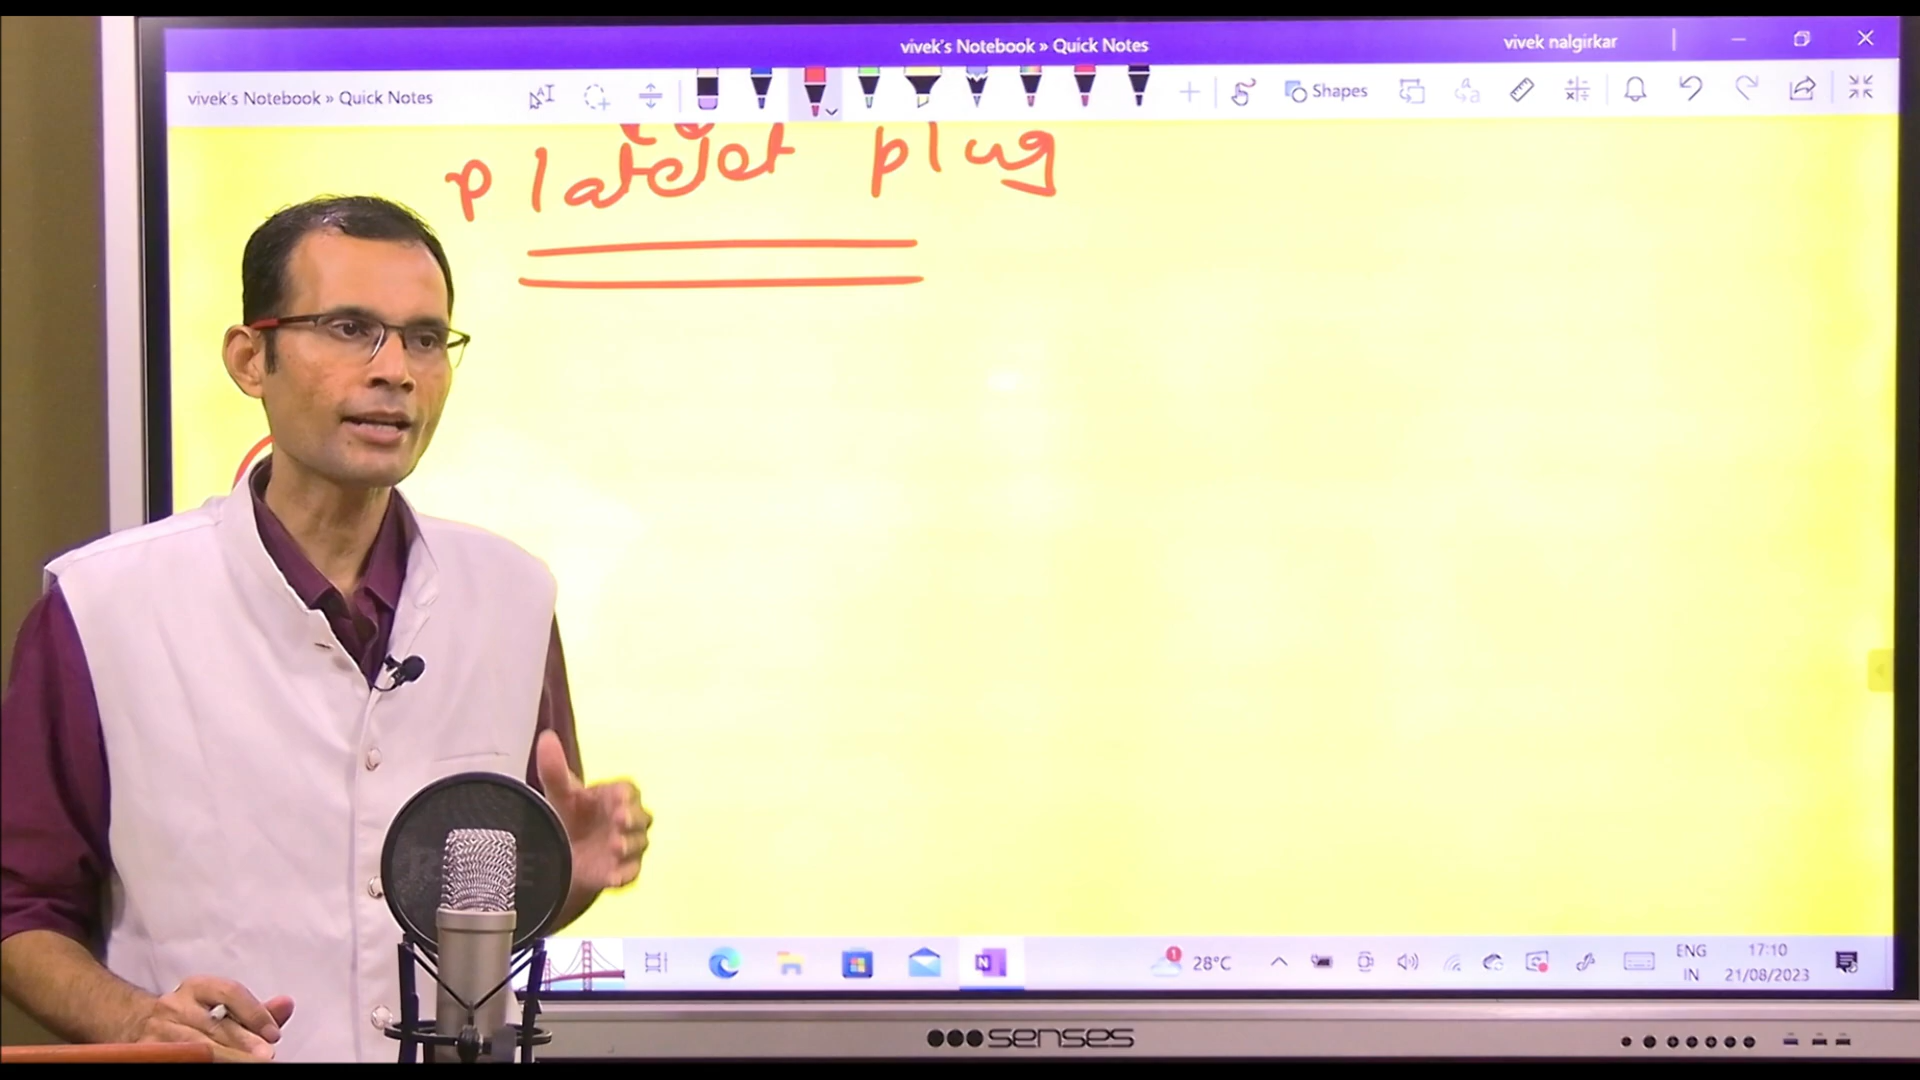 vivek's Notebook » Quick Notes
vivek nalgirkar
vivek's Notebook » Quick Notes
Shapes
Platelet plug
28°C
1
ENG
IN
17:10
21/08/2023
senses